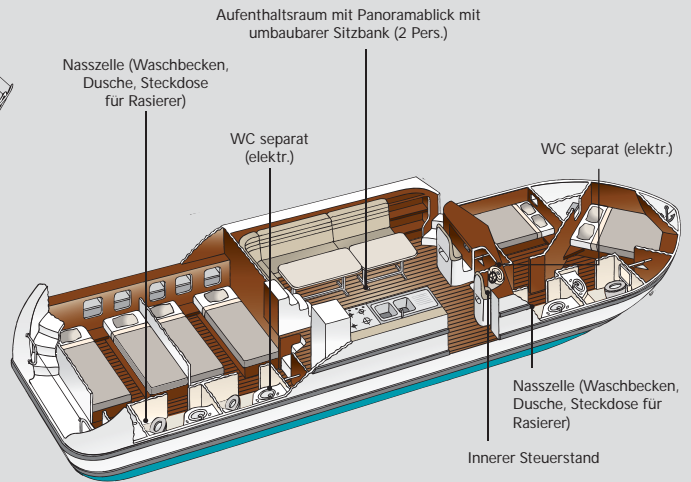 Aufenthaltsraum mit Panoramablick mit
umbaubarer Sitzbank (2 Pers.)
Nasszelle (Waschbecken,
Dusche, Steckdose
für Rasierer)
WC separat
(elektr.)
WC separat (elektr.)
Nasszelle (Waschbecken,
Dusche, Steckdose für
Rasierer)
Innerer Steuerstand